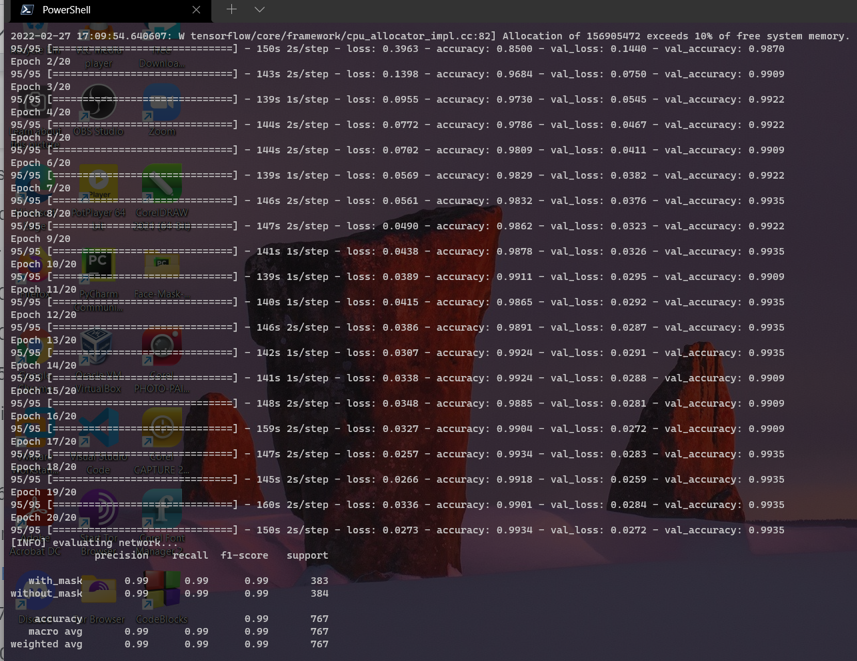 PowerShell
2022-02-27 17:09:54.640607: W tensorflow/core/framework/cpu_allocator_impl.cc:82] Allocation of 156905472 exceeds 10% of free system memory.
95/95 [==============================] - 150s 2s/step - loss: 0.3963 - accuracy: 0.8500 - val_loss: 0.1440 - val_accuracy: 0.9870
Epoch 2/20
95/95 [==============================] - 143s 2s/step - loss: 0.1398 - accuracy: 0.9684 - val_loss: 0.0750 - val_accuracy: 0.9909
Epoch 3/20
95/95 [==============================] - 139s 1s/step - loss: 0.0955 - accuracy: 0.9730 - val_loss: 0.0545 - val_accuracy: 0.9922
Epoch 4/20
95/95 [==============================] - 144s 2s/step - loss: 0.0772 - accuracy: 0.9786 - val_loss: 0.0467 - val_accuracy: 0.9922
Epoch 5/20
95/95 [==============================] - 144s 2s/step - loss: 0.0702 - accuracy: 0.9809 - val_loss: 0.0411 - val_accuracy: 0.9909
Epoch 6/20
95/95 [==============================] - 139s 1s/step - loss: 0.0569 - accuracy: 0.9829 - val_loss: 0.0382 - val_accuracy: 0.9922
Epoch 7/20
95/95 [==============================] - 146s 2s/step - loss: 0.0561 - accuracy: 0.9832 - val_loss: 0.0376 - val_accuracy: 0.9935
Epoch 8/20
95/95 [==============================] - 147s 2s/step - loss: 0.0490 - accuracy: 0.9862 - val_loss: 0.0323 - val_accuracy: 0.9922
Epoch 9/20
95/95 [==============================] - 141s 1s/step - loss: 0.0438 - accuracy: 0.9878 - val_loss: 0.0326 - val_accuracy: 0.9935
Epoch 10/20
95/95 [==============================] - 139s 1s/step - loss: 0.0389 - accuracy: 0.9911 - val_loss: 0.0295 - val_accuracy: 0.9909
Epoch 11/20
95/95 [==============================] - 140s 1s/step - loss: 0.0415 - accuracy: 0.9865 - val_loss: 0.0292 - val_accuracy: 0.9935
Epoch 12/20
95/95 [==============================] - 146s 2s/step - loss: 0.0386 - accuracy: 0.9891 - val_loss: 0.0287 - val_accuracy: 0.9935
Epoch 13/20
95/95 [==============================] - 142s 1s/step - loss: 0.0307 - accuracy: 0.9924 - val_loss: 0.0291 - val_accuracy: 0.9935
Epoch 14/20
95/95 [==============================] - 141s 1s/step - loss: 0.0338 - accuracy: 0.9924 - val_loss: 0.0288 - val_accuracy: 0.9909
Epoch 15/20
95/95 [==============================] - 148s 2s/step - loss: 0.0348 - accuracy: 0.9885 - val_loss: 0.0281 - val_accuracy: 0.9909
Epoch 16/20
95/95 [==============================] - 159s 2s/step - loss: 0.0327 - accuracy: 0.9904 - val_loss: 0.0272 - val_accuracy: 0.9909
Epoch 17/20
95/95 [==============================] - 147s 2s/step - loss: 0.0257 - accuracy: 0.9934 - val_loss: 0.0283 - val_accuracy: 0.9935
Epoch 18/20
95/95 [==============================] - 145s 2s/step - loss: 0.0266 - accuracy: 0.9918 - val_loss: 0.0259 - val_accuracy: 0.9935
Epoch 19/20
95/95 [==============================] - 160s 2s/step - loss: 0.0336 - accuracy: 0.9901 - val_loss: 0.0284 - val_accuracy: 0.9935
Epoch 20/20
95/95 [==============================] - 150s 2s/step - loss: 0.0273 - accuracy: 0.9934 - val_loss: 0.0272 - val_accuracy: 0.9935
[INFO] evaluating network...
precision recall f1-score support
with_mask 0.99 0.99 0.99 383
without_mask 0.99 0.99 0.99 384
accuracy 0.99 767
macro avg 0.99 0.99 0.99 767
weighted avg 0.99 0.99 0.99 767
OBS Studio
Zoom
PotPlayer 64
CorelDRAW
PC
VirtualBox
Code
CodeBlocks